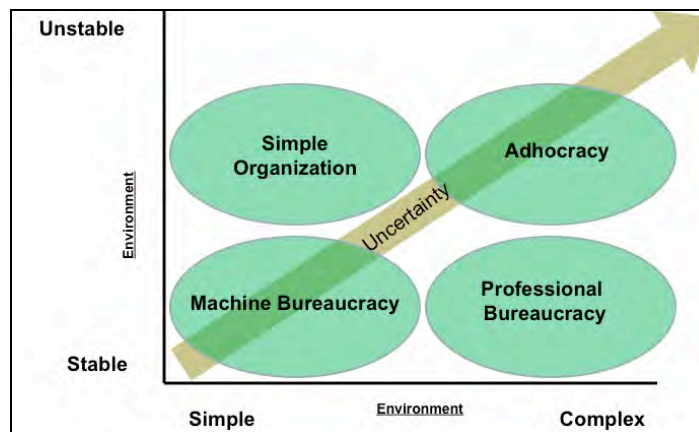 Unstable
Simple
Organization
Adhocracy
Environment
Uncertainty
Machine Bureaucracy
Professional
Bureaucracy
Stable
Simple
Environment
Complex